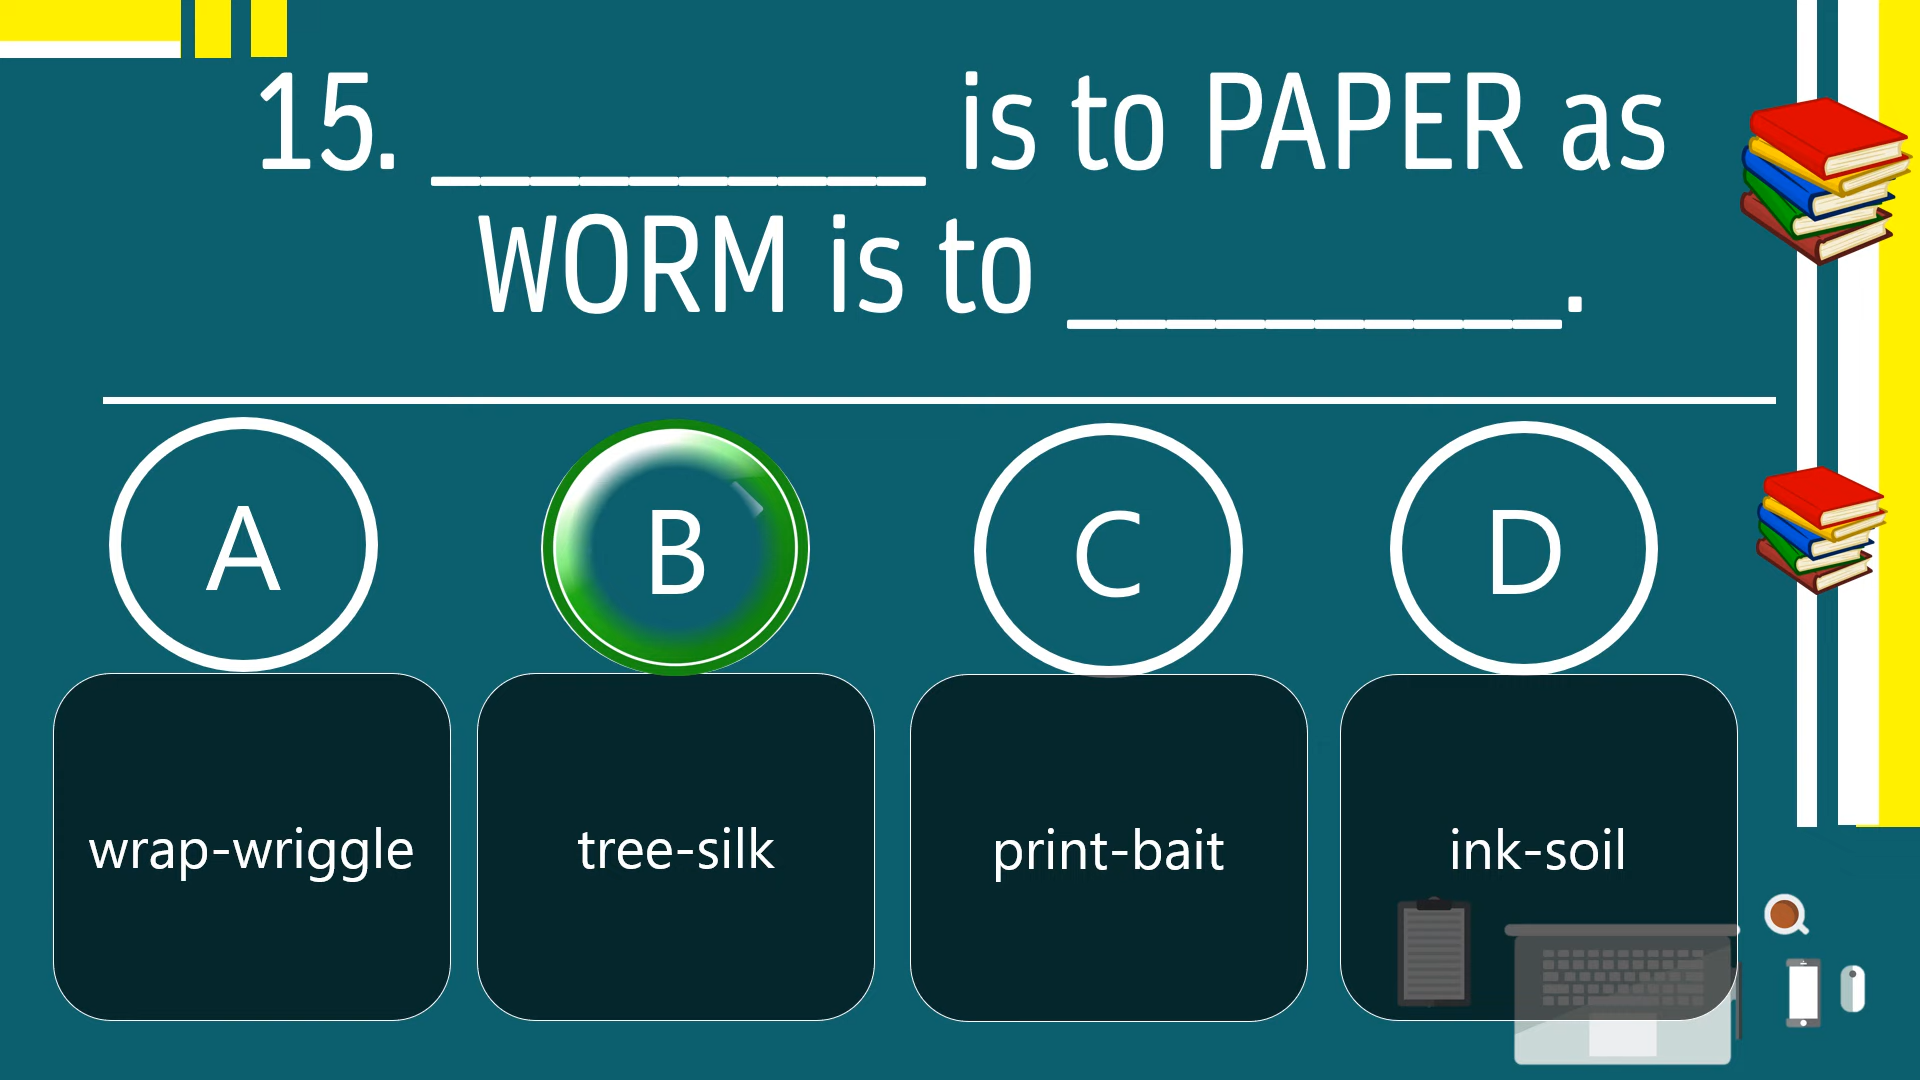 15. __________ is to PAPER as
WORM is to __________.
A
B
C
D
wrap-wriggle
tree-silk
print-bait
ink-soil